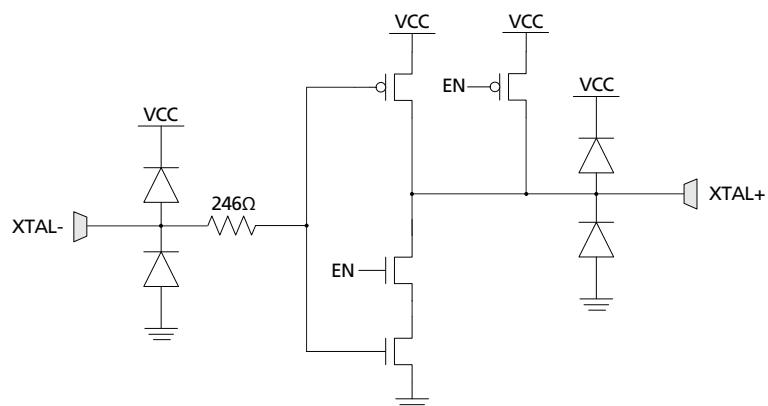 VCC
VCC
EN
VCC
VCC
246Ω
XTAL-
XTAL+
EN